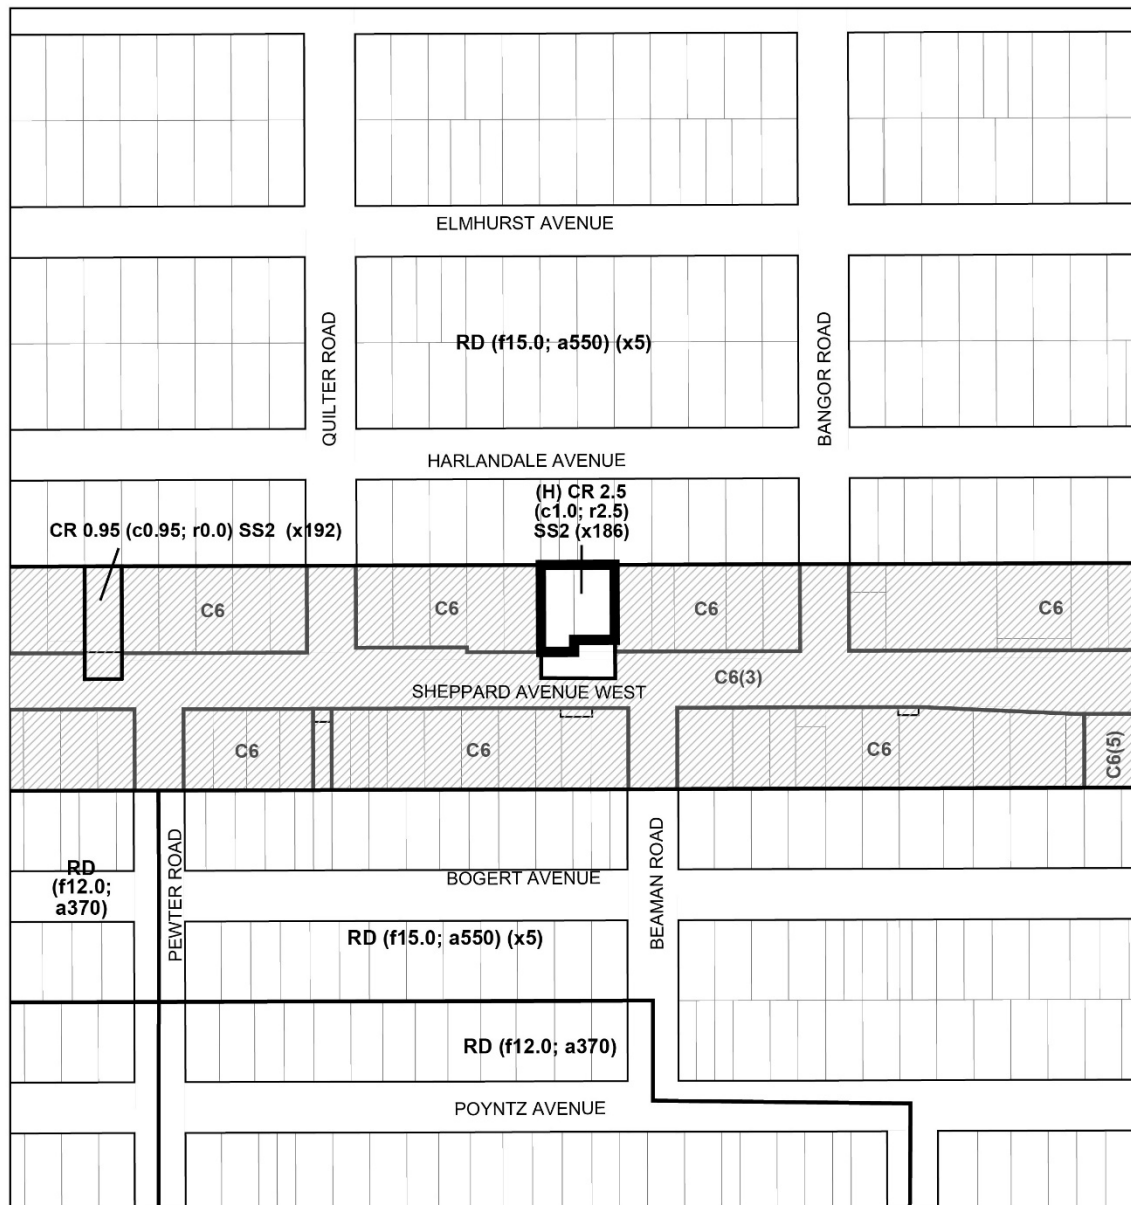 ELMHURST AVENUE
QUILTER ROAD
RD (f15.0; a550) (x5)
BANGOR ROAD
HARLANDALE AVENUE
(H) CR 2.5
(c1.0; r2.5)
SS2 (x186)
CR 0.95 (c0.95; r0.0) SS2 (x192)
C6
C6
C6
C6
C6(3)
SHEPPARD AVENUE WEST
C6
C6
C6
C6(5)
RD
(f12.0;
a370)
PEWTER ROAD
BOGERT AVENUE
BEAMAN ROAD
RD (f15.0; a550) (x5)
RD (f12.0; a370)
POYNTZ AVENUE